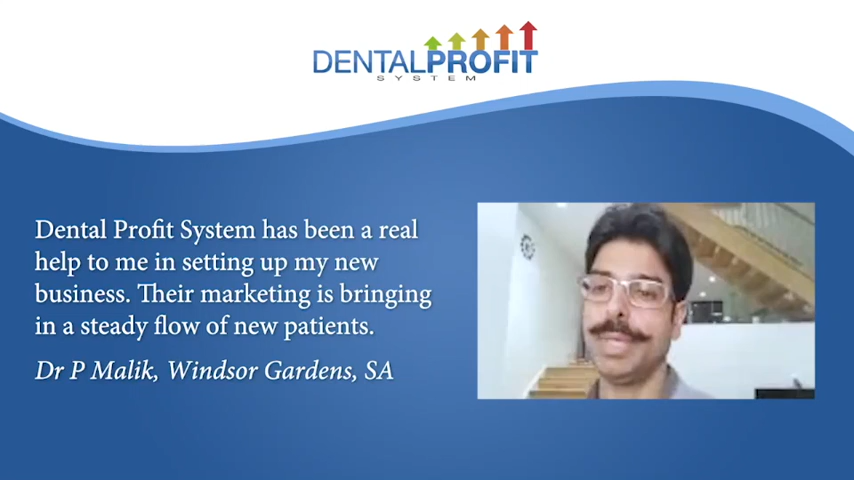 DENTALPROFIT
SYSTEM
Dental Profit System has been a real
help to me in setting up my new
business. Their marketing is bringing
in a steady flow of new patients.
Dr P Malik, Windsor Gardens, SA